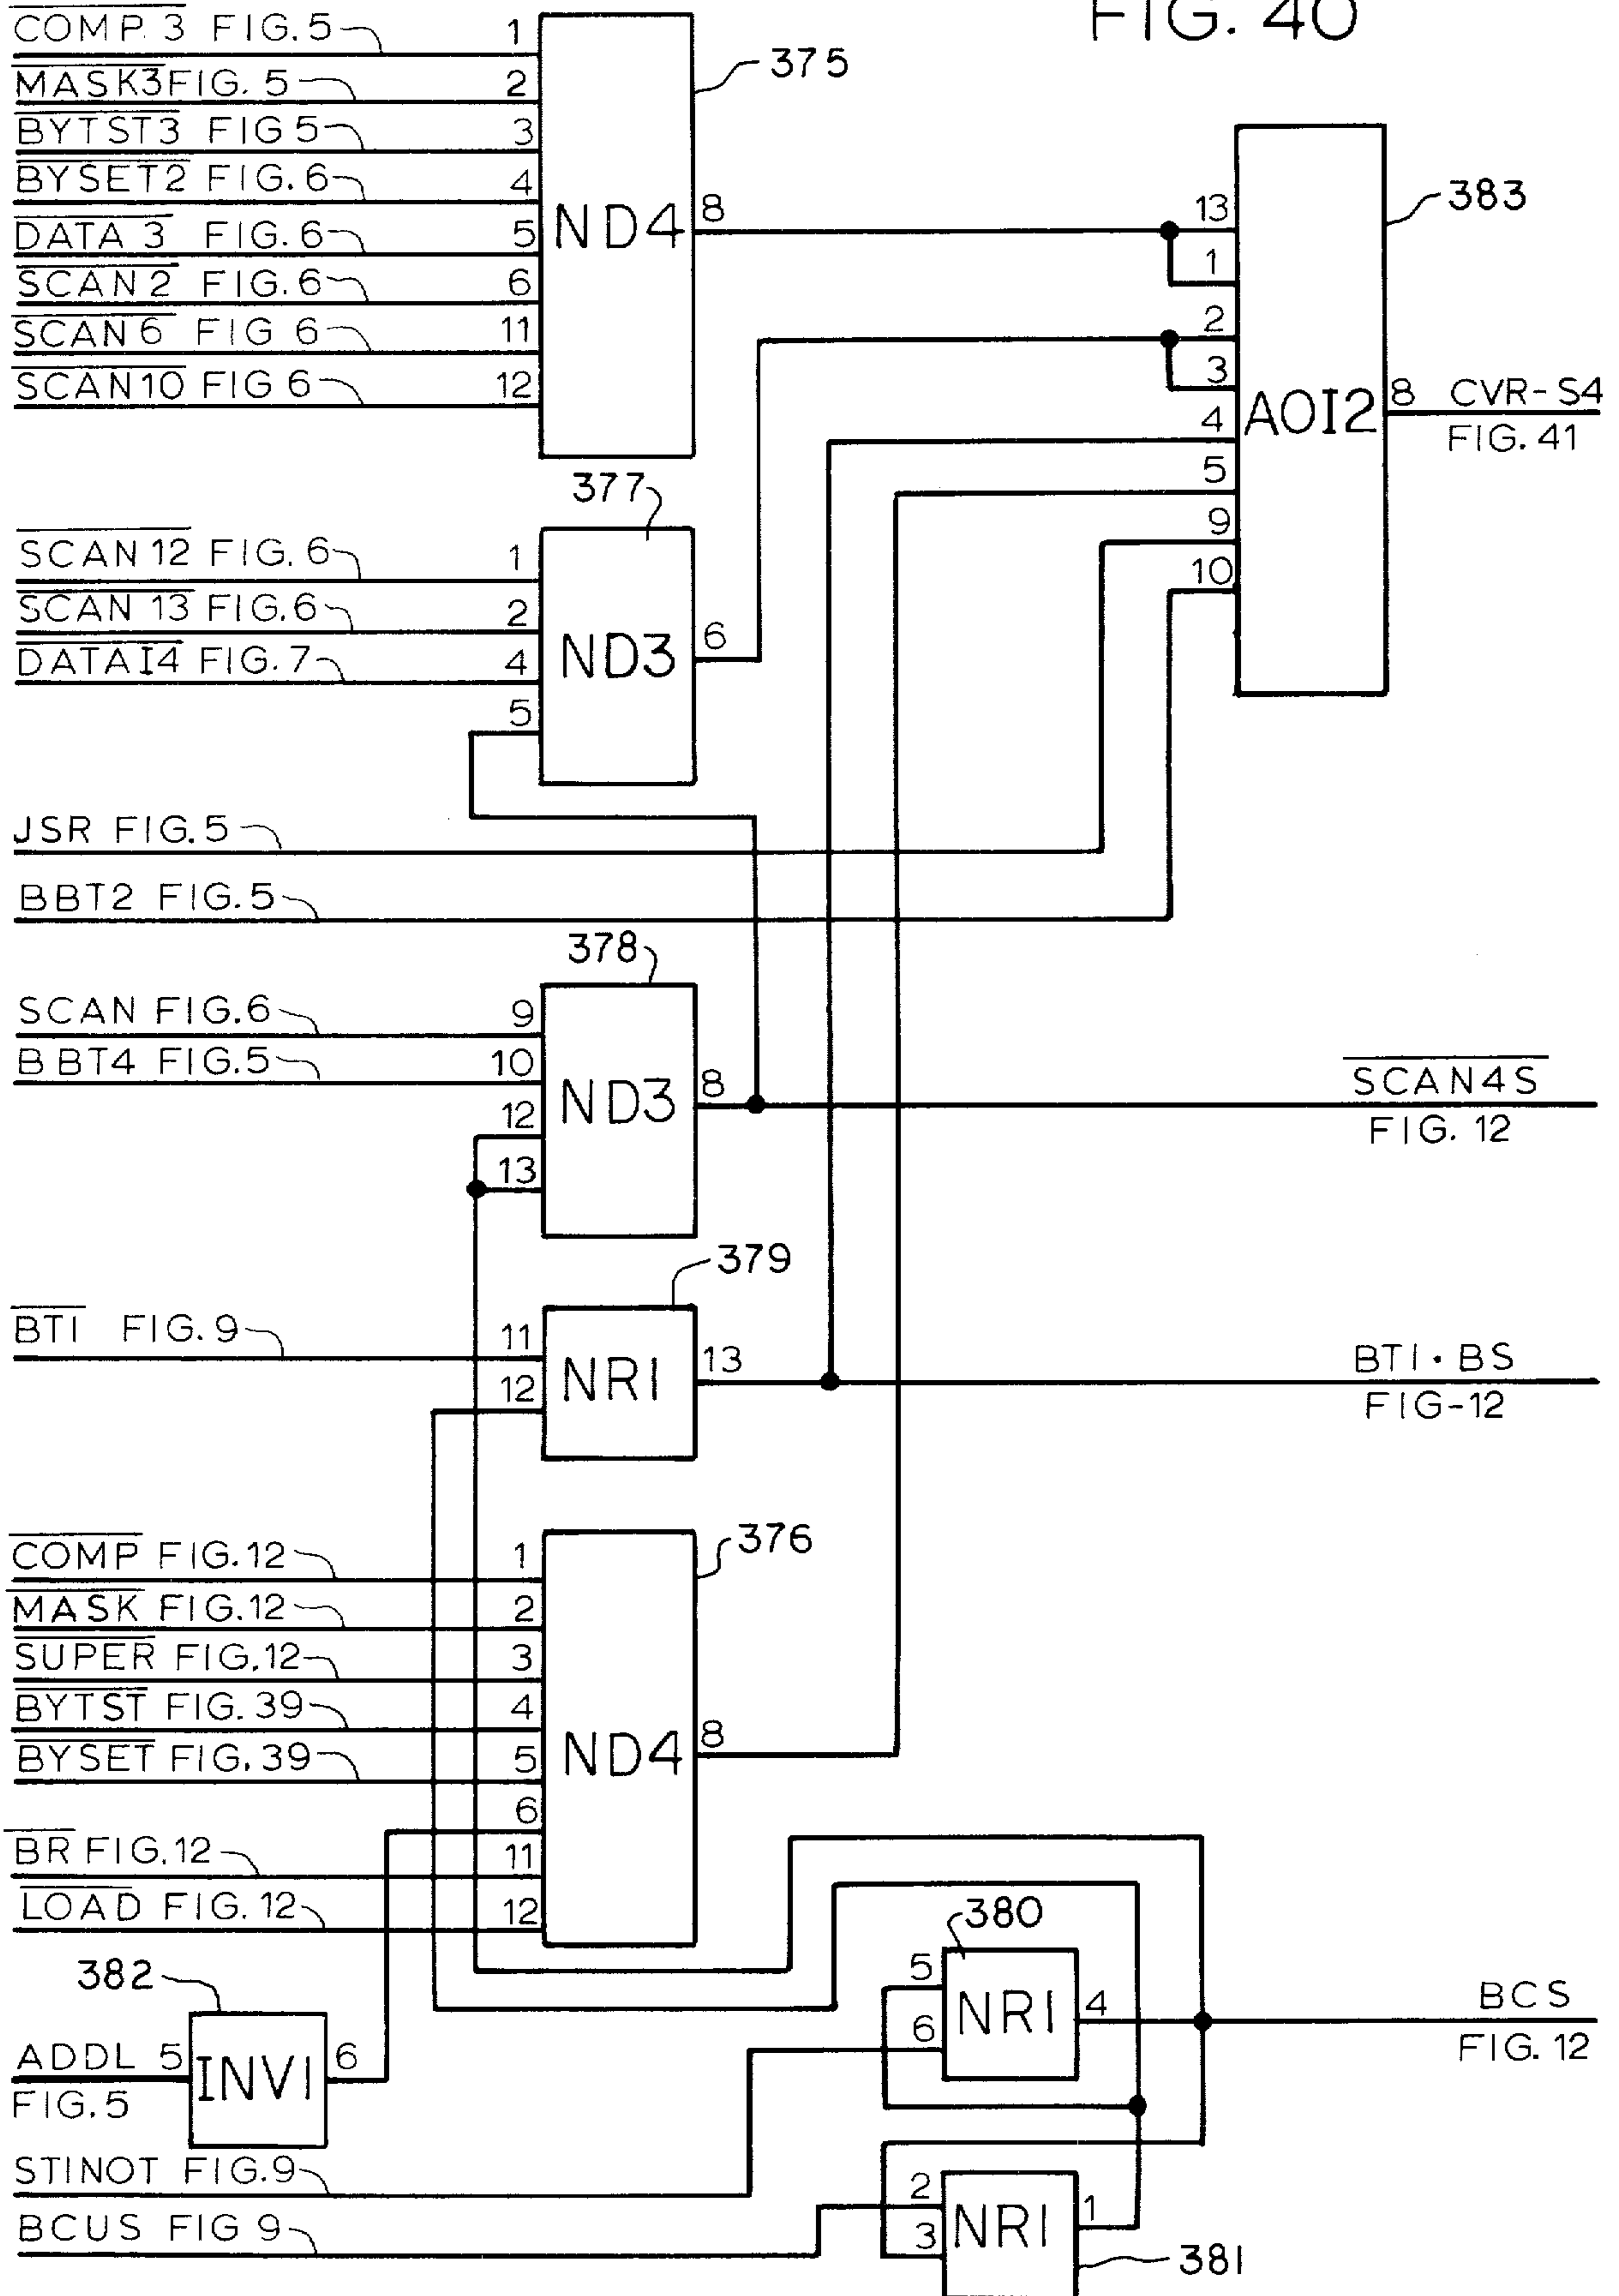 FIG. 40
COMP.3 FIG.5 1
MASK3 FIG. 5 2
BYTST3 FIG 5 3
BYSET2 FIG.6 4
DATA 3 FIG.6 5
SCAN 2 FIG.6 6
SCAN 6 FIG 6 11
SCAN10 FIG 6 12
ND4
8
375
13
1
2
3
4
5
9
10
AOI2
383
8 CVR-S4
FIG. 41
377
SCAN 12 FIG. 6 1
SCAN 13 FIG.6 2
DATAI4 FIG.7 4
5
ND3
6
JSR FIG.5
BBT2 FIG.5
378
SCAN FIG.6 9
BBT4 FIG.5 10
12
13
ND3
8
SCAN4S
FIG. 12
379
BTI FIG. 9 11
12
NRI
13
BTI·BS
FIG-12
376
COMP FIG.12 1
MASK FIG.12 2
SUPER FIG.12 3
BYTST FIG. 39 4
BYSET FIG.39 5
6
BR FIG.12 11
LOAD FIG.12 12
ND4
8
382
ADDL 5
FIG.5
INVI
6
380
5
6
NRI
4
BCS
FIG. 12
STINOT FIG.9
BCUS FIG 9
2
3
NRI
1
381